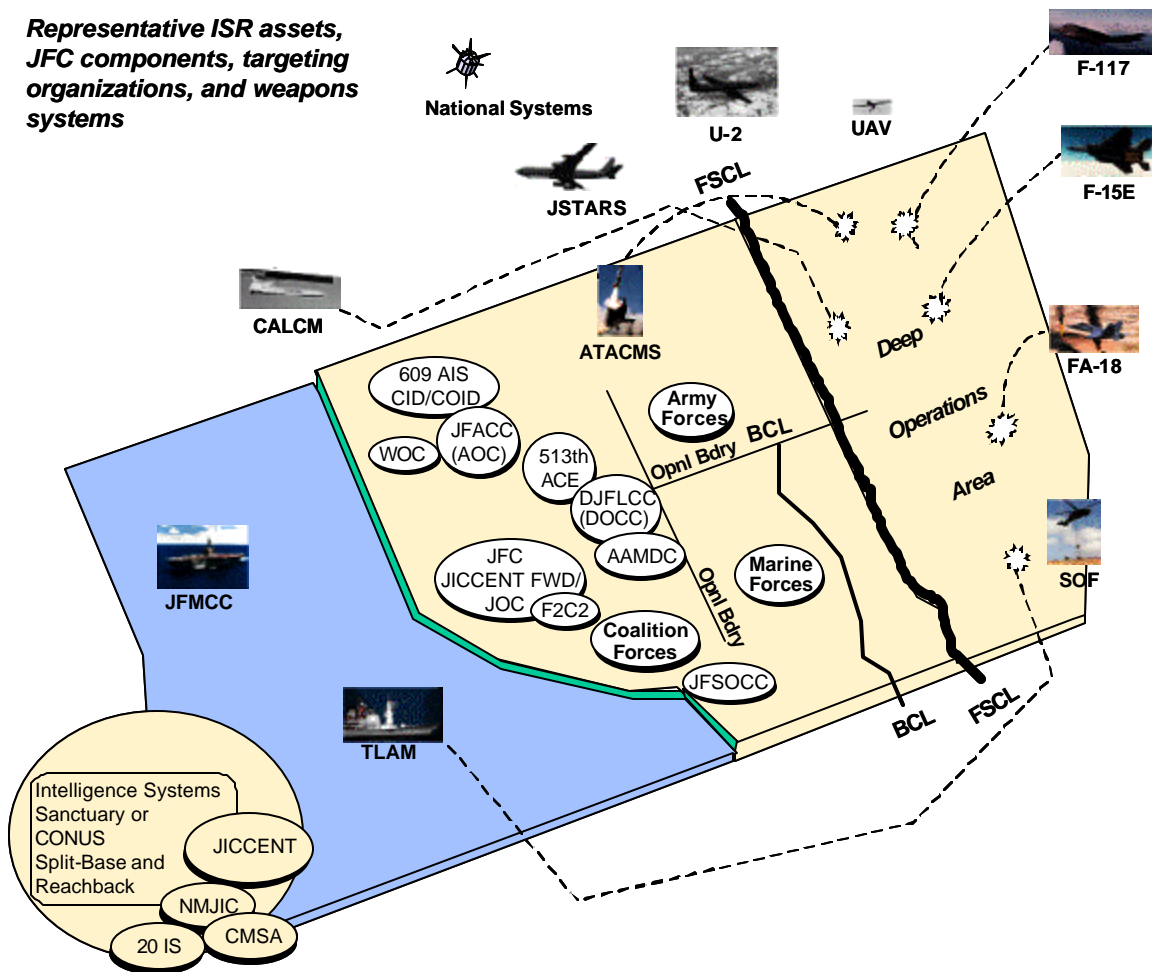 Representative ISR assets,
JFC components, targeting
organizations, and weapons
systems
National Systems
U-2
UAV
F-117
F-15E
JSTARS
FSCL
CALCM
ATACMS
Deep
FA-18
609 AIS
CID/COID
Army
Forces
Operations
WOC
JFACC
(AOC)
BCL
Opnl Bdry
513th
ACE
Area
DJFLCC
(DOCC)
JFMCC
JFC
JICCENT FWD/
JOC
AAMDC
Marine
Forces
SOF
F2C2
Opnl Bdry
Coalition
Forces
JFSOCC
BCL
FSCL
TLAM
Intelligence Systems
Sanctuary or
CONUS
Split-Base and
Reachback
JICCENT
NMJIC
20 IS
CMSA